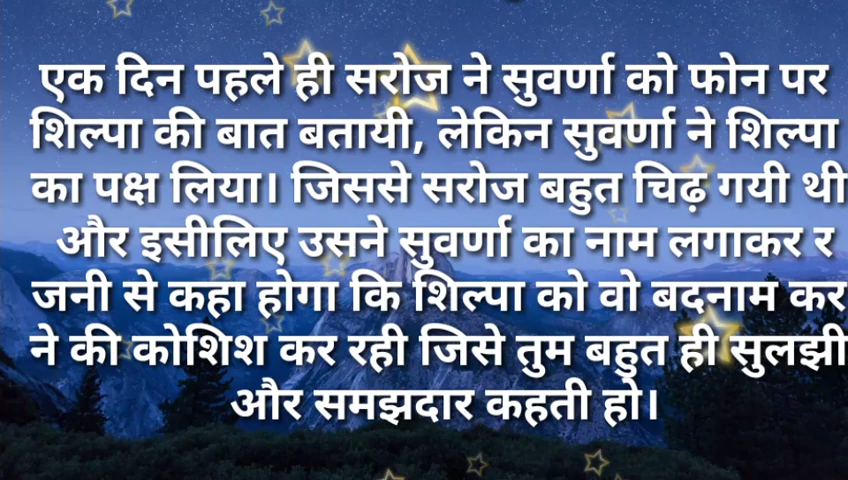 एक दिन पहले ही सरोज ने सुवर्णा को फोन पर
शिल्पा की बात बतायी, लेकिन सुवर्णा ने शिल्पा
का पक्ष लिया। जिससे सरोज बहुत चिढ़ गयी थी
और इसीलिए उसने सुवर्णा का नाम लगाकर र
जनी से कहा होगा कि शिल्पा को वो बदनाम कर
ने की कोशिश कर रही जिसे तुम बहुत ही सुलझी
और समझदार कहती हो।